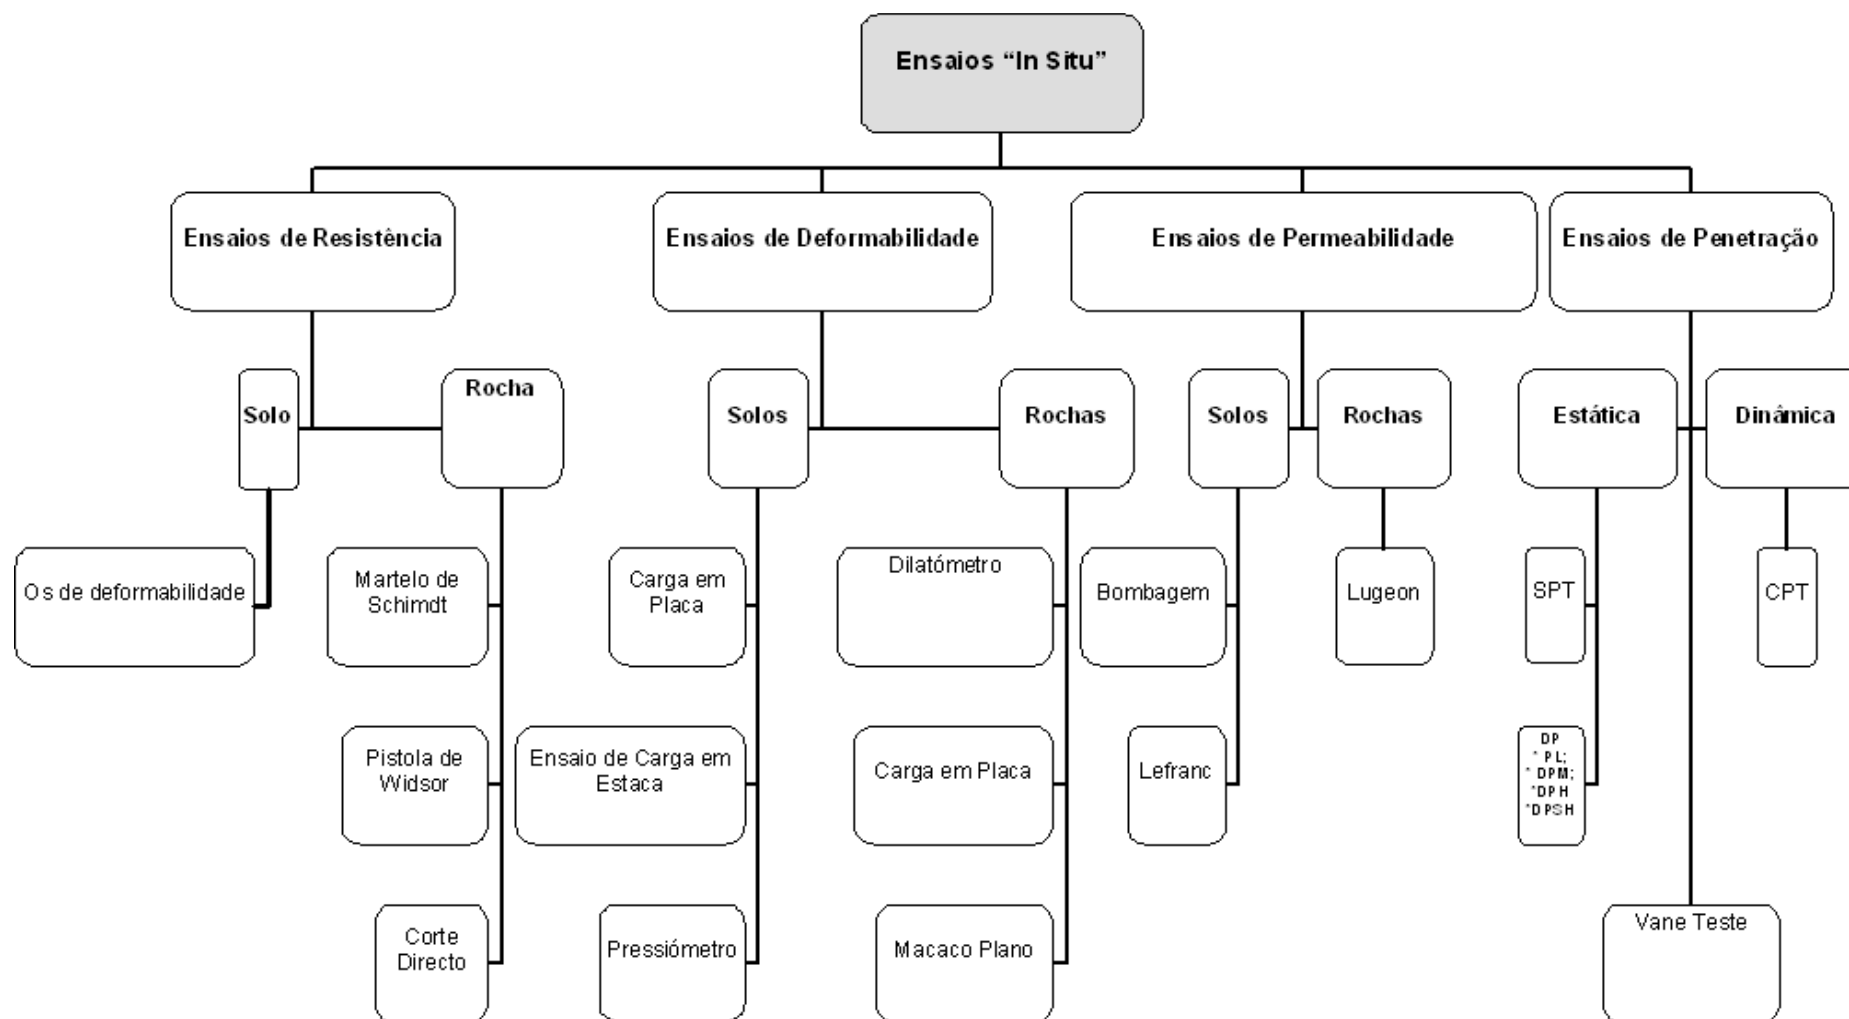 Ensaios “In Situ”
Ensaios de Resistência
Ensaios de Deformabilidade
Ensaios de Permeabilidade
Ensaios de Penetração
Solo
Rocha
Solos
Rochas
Solos
Rochas
Estática
Dinâmica
Os de deformabilidade
Martelo de
Schimdt
Carga em
Placa
Dilatómetro
Bombagem
Lugeon
SPT
CPT
Pistola de
Widsor
Ensaio de Carga em
Estaca
Carga em Placa
Lefranc
DP
* PL;
* DPM;
*DPH
*DPSH
Corte
Directo
Pressiómetro
Macaco Plano
Vane Teste